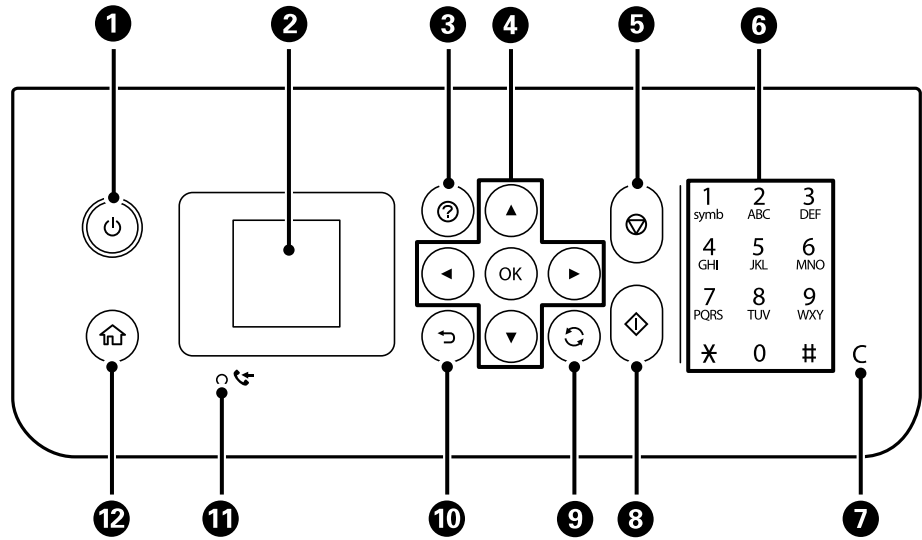 1 2 3 4 5 6
?
OK
1 2 3
symb ABC DEF
4 5 6
GHI JKL MNO
7 8 9
PQRS TUV WXY
* 0 #
C
12 11 10 9 8 7